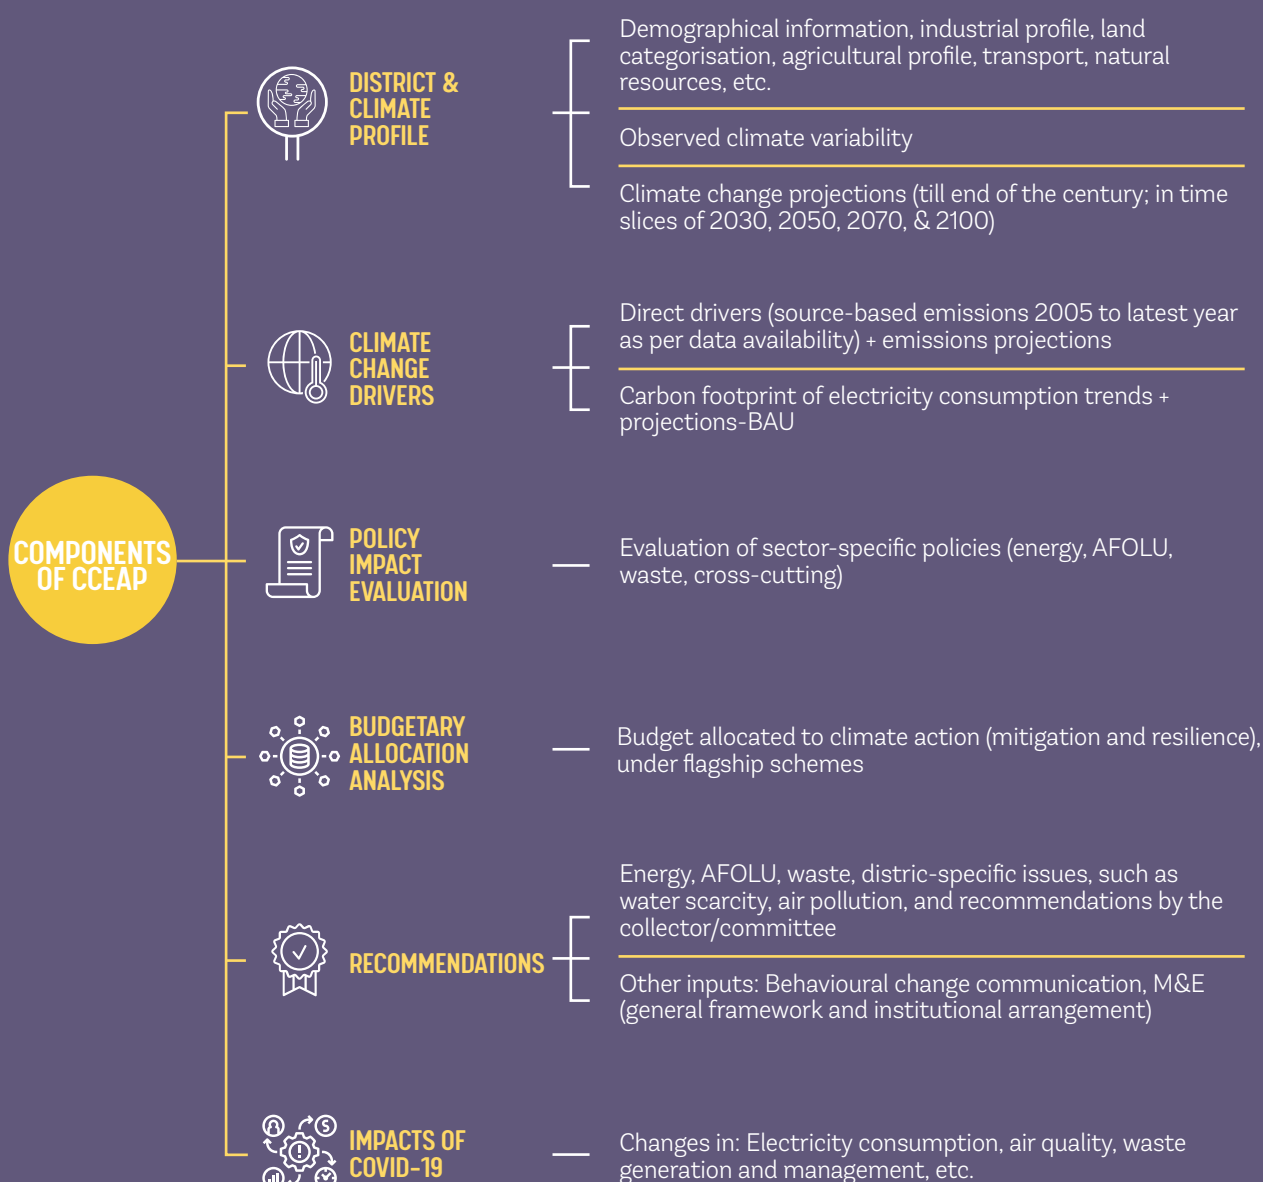 DISTRICT &
CLIMATE
PROFILE
Demographical information, industrial profile, land
categorisation, agricultural profile, transport, natural
resources, etc.
Observed climate variability
Climate change projections (till end of the century; in time
slices of 2030, 2050, 2070, & 2100)
CLIMATE
CHANGE
DRIVERS
Direct drivers (source-based emissions 2005 to latest year
as per data availability) + emissions projections
Carbon footprint of electricity consumption trends +
projections-BAU
COMPONENTS
OF CCEAP
POLICY
IMPACT
EVALUATION
Evaluation of sector-specific policies (energy, AFOLU,
waste, cross-cutting)
BUDGETARY
ALLOCATION
ANALYSIS
Budget allocated to climate action (mitigation and resilience),
under flagship schemes
RECOMMENDATIONS
Energy, AFOLU, waste, distric-specific issues, such as
water scarcity, air pollution, and recommendations by the
collector/committee
Other inputs: Behavioural change communication, M&E
(general framework and institutional arrangement)
IMPACTS OF
COVID-19
Changes in: Electricity consumption, air quality, waste
generation and management, etc.